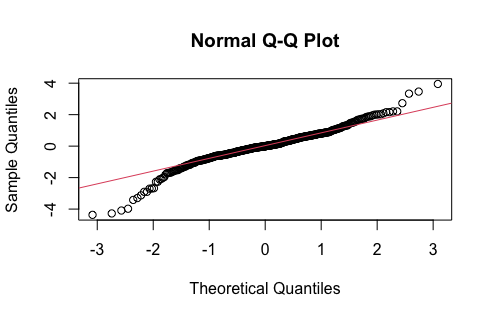 Normal Q-Q Plot
Sample Quantiles
4
2
0
-2
-4
-3 -2 -1 0 1 2 3
Theoretical Quantiles